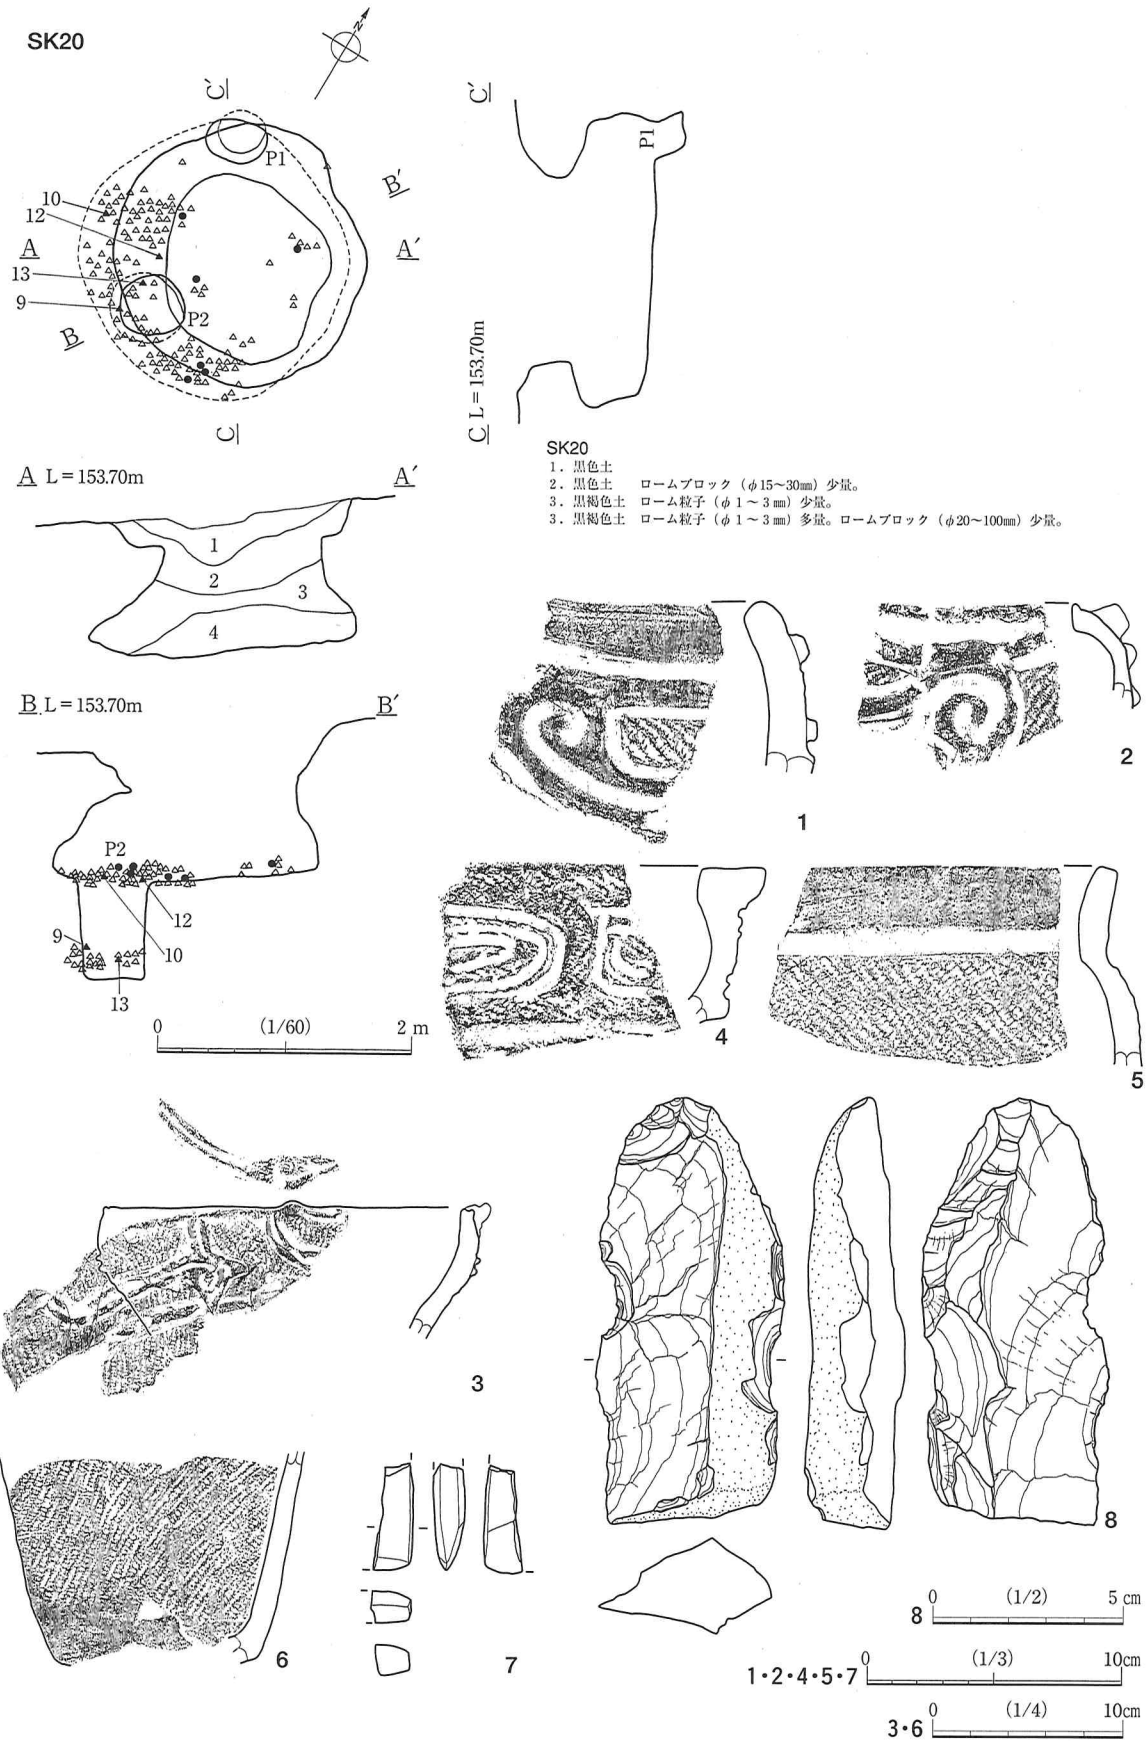 SK20
N
C′
P1
10
12
B′
A
A′
13
9
P2
B
C
C′
P1
C L＝153.70m
A L＝153.70m A′
1
2
3
4
SK20
1．黒色土
2．黒色土　ロームブロック（φ15～30㎜）少量。
3．黒褐色土　ローム粒子（φ1～3㎜）少量。
3．黒褐色土　ローム粒子（φ1～3㎜）多量。ロームブロック（φ20～100㎜）少量。
B L＝153.70m B′
P2
12
9
10
13
0 (1/60) 2 m
1
2
4
5
3
6
7
8
8 0 (1/2) 5 cm
1・2・4・5・7 0 (1/3) 10cm
3・6 0 (1/4) 10cm